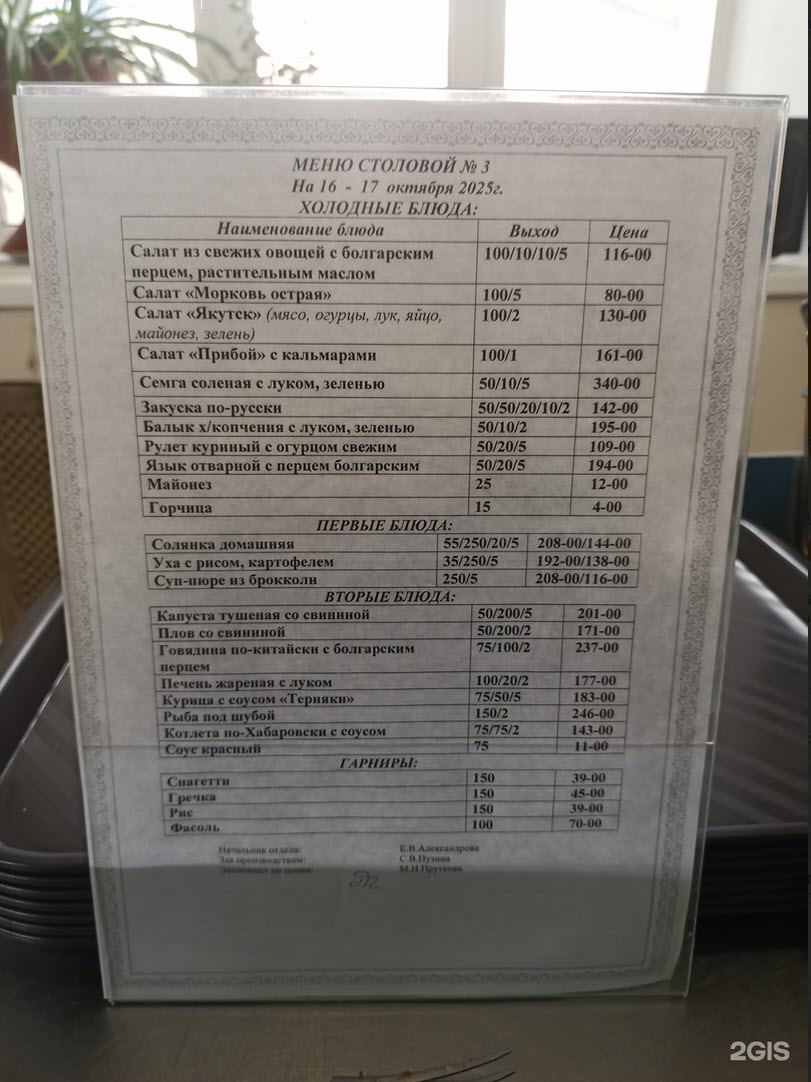 МЕНЮ СТОЛОВОЙ № 3
На 16 - 17 октября 2025г.
ХОЛОДНЫЕ БЛЮДА:
Наименование блюда Выход Цена
Салат из свежих овощей с болгарским 100/10/10/5 116-00
перцем, растительным маслом
Салат «Морковь острая» 100/5 80-00
Салат «Якутск» (мясо, огурцы, лук, яйцо, 100/2 130-00
майонез, зелень)
Салат «Прибой» с кальмарами 100/1 161-00
Семга соленая с луком, зеленью 50/10/5 340-00
Закуска по-русски 50/50/20/10/2 142-00
Балык х/копчения с луком, зеленью 50/10/2 195-00
Рулет куриный с огурцом свежим 50/20/5 109-00
Язык отварной с перцем болгарским 50/20/5 194-00
Майонез 25 12-00
Горчица 15 4-00
ПЕРВЫЕ БЛЮДА:
Солянка домашняя 55/250/20/5 208-00/144-00
Уха с рисом, картофелем 35/250/5 192-00/138-00
Суп-пюре из брокколи 250/5 208-00/116-00
ВТОРЫЕ БЛЮДА:
Капуста тушеная со свининой 50/200/5 201-00
Плов со свининой 50/200/2 171-00
Говядина по-китайски с болгарским 75/100/2 237-00
перцем
Печень жареная с луком 100/20/2 177-00
Курица с соусом «Терияки» 75/50/5 183-00
Рыба под шубой 150/2 246-00
Котлета по-Хабаровски с соусом 75/75/2 143-00
Соус красный 75 11-00
ГАРНИРЫ:
Спагетти 150 39-00
Гречка 150 45-00
Рис 150 39-00
Фасоль 100 70-00
Начальник отдела: Е.В.Александрова
Зав.производством: С.В.Пузина
Экономист по ценам: М.Н.Пруткова
2GIS